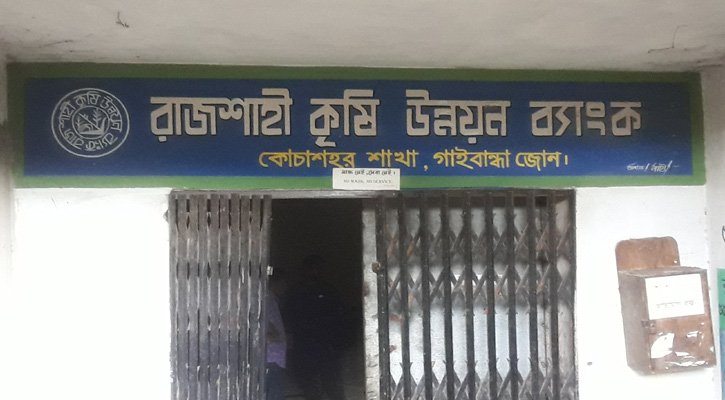 রাজশাহী কৃষি উন্নয়ন ব্যাংক
কোচাশহর শাখা, গাইবান্ধা জোন।
মাস্ক নেই, সেবা নেই।
NO MASK, NO SERVICE